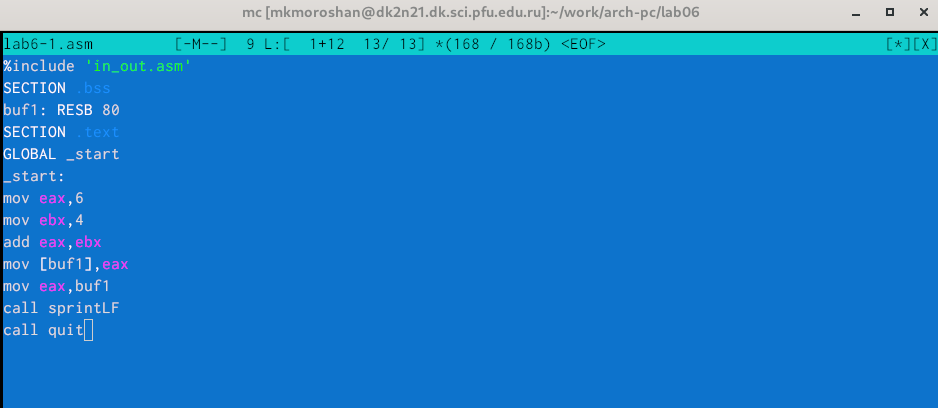 mc [mkmoroshan@dk2n21.dk.sci.pfu.edu.ru]:~/work/arch-pc/lab06
lab6-1.asm [-M--] 9 L:[ 1+12 13/ 13] *(168 / 168b) <EOF> [*][X]
%include 'in_out.asm'
SECTION .bss
buf1: RESB 80
SECTION .text
GLOBAL _start
_start:
mov eax,6
mov ebx,4
add eax,ebx
mov [buf1],eax
mov eax,buf1
call sprintLF
call quit